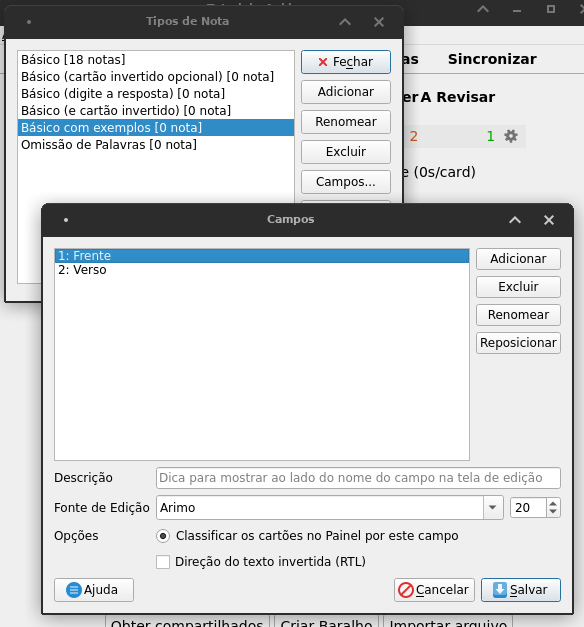 Tipos de Nota
Básico [18 notas]
Básico (cartão invertido opcional) [0 nota]
Básico (digite a resposta) [0 nota]
Básico (e cartão invertido) [0 nota]
Básico com exemplos [0 nota]
Omissão de Palavras [0 nota]
Fechar
Adicionar
Renomear
Excluir
Campos...
as Sincronizar
er A Revisar
2 1
e (0s/card)
Campos
1: Frente
2: Verso
Adicionar
Excluir
Renomear
Reposicionar
Descrição Dica para mostrar ao lado do nome do campo na tela de edição
Fonte de Edição Arimo 20
Opções Classificar os cartões no Painel por este campo
Direção do texto invertida (RTL)
Ajuda Cancelar Salvar
Obter compartilhados Criar Baralho Importar arquivo